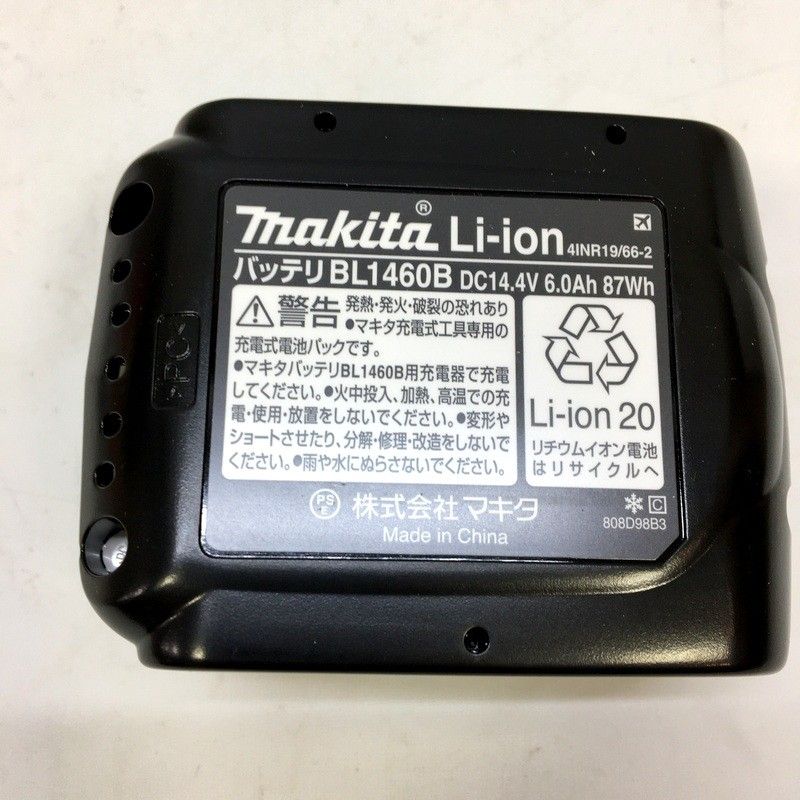 makita® Li-ion 4INR19/66-2
バッテリ BL1460B DC14.4V 6.0Ah 87Wh
警告 発熱・発火・破裂の恐れあり
●マキタ充電式工具専用の
充電式電池パックです。
●マキタバッテリBL1460B用充電器で充電
してください。●火中投入、加熱、高温での充
電・使用・放置をしないでください。●変形や
ショートさせたり、分解・修理・改造をしないで
ください。●雨や水にぬらさないでください。
Li-ion 20
リチウムイオン電池
はリサイクルへ
PS
E 株式会社 マキタ
Made in China
C
808D98B3
>PC<